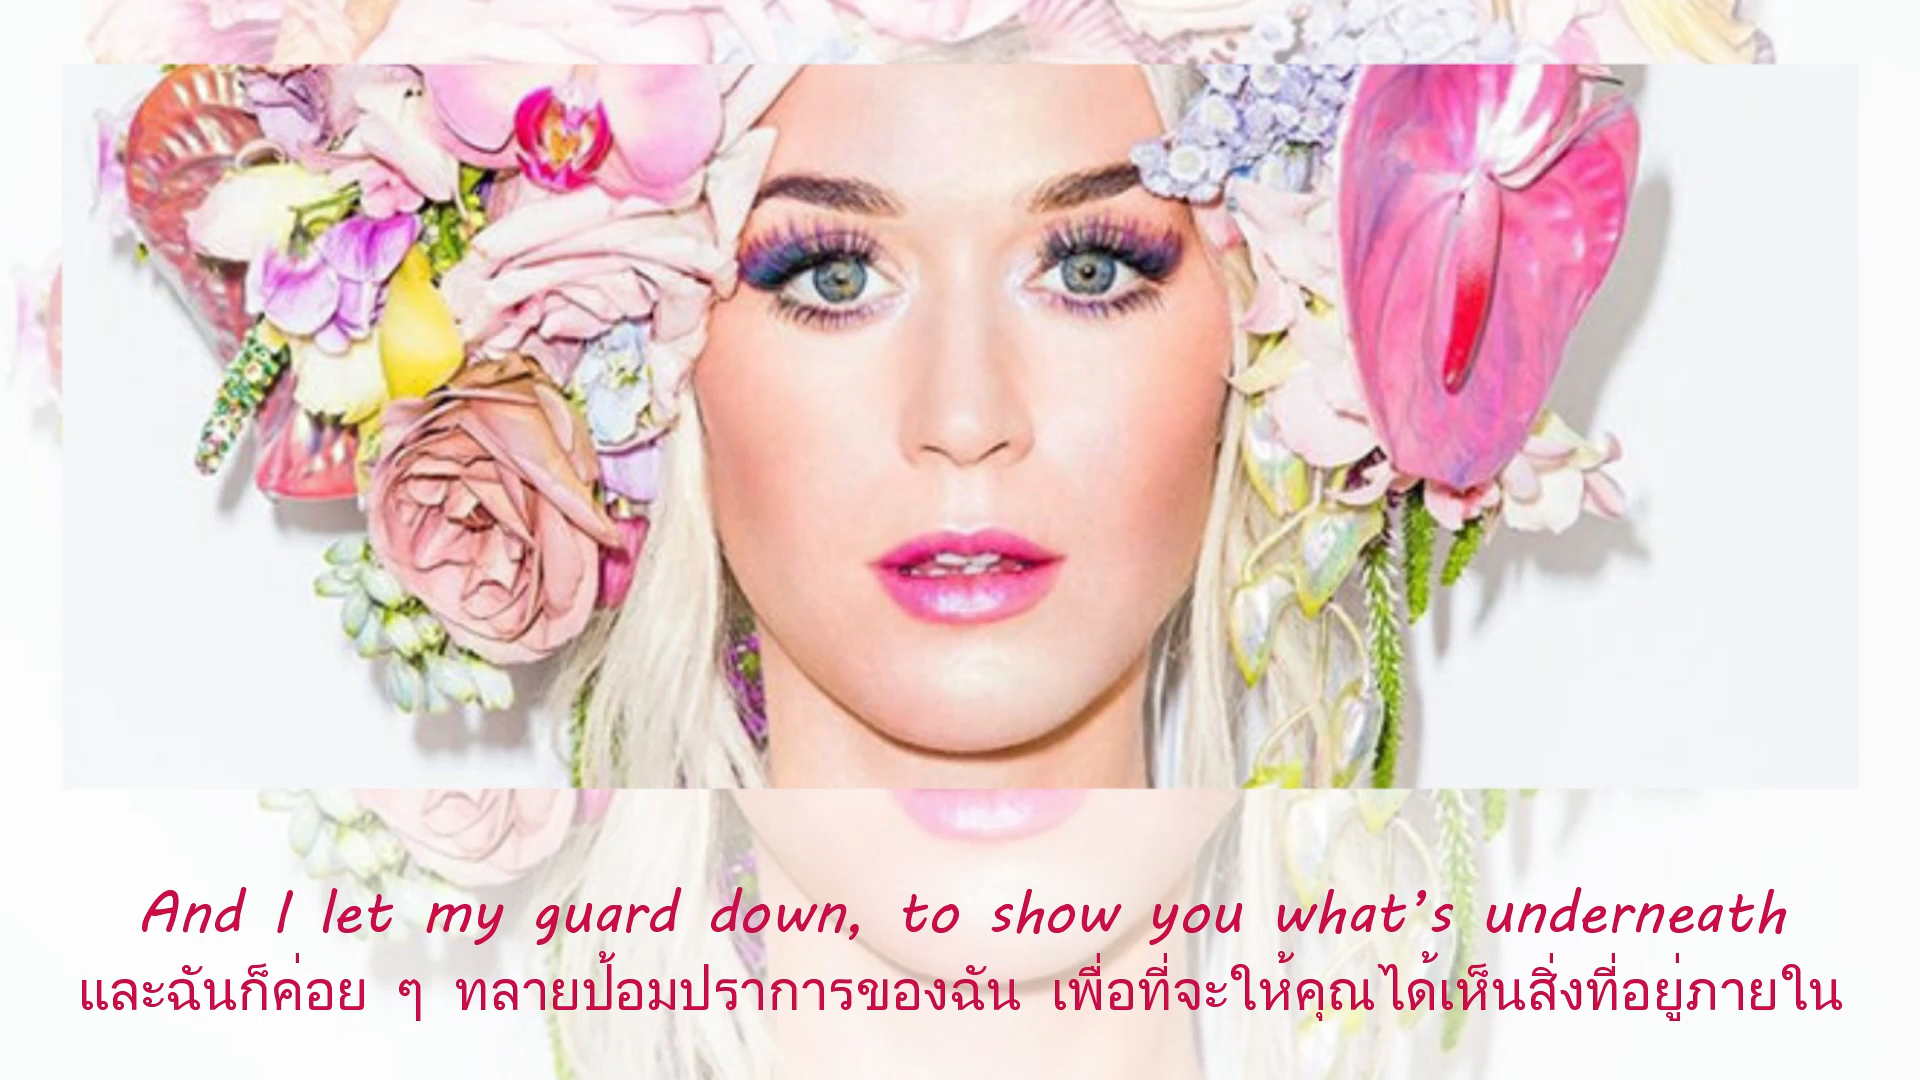 And I let my guard down, to show you what's underneath
และฉันก็ค่อย ๆ ทลายป้อมปราการของฉัน เพื่อที่จะให้คุณได้เห็นสิ่งที่อยู่ภายใน